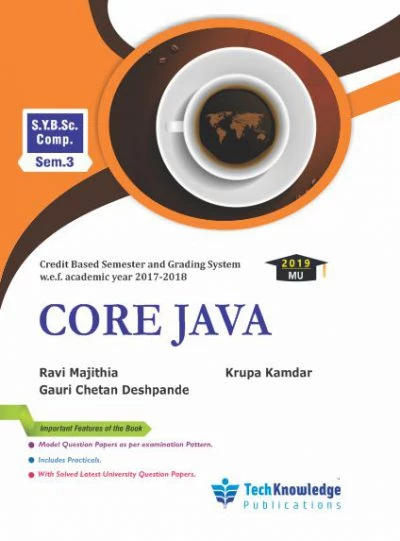 S.Y.B.Sc.
Comp.
Sem.3
Credit Based Semester and Grading System
w.e.f. academic year 2017-2018
2019
MU
CORE JAVA
Ravi Majithia
Krupa Kamdar
Gauri Chetan Deshpande
Important Features of the Book
Model Question Papers as per examination Pattern.
Includes Practicals.
With Solved Latest University Question Papers.
TechKnowledge
Publications